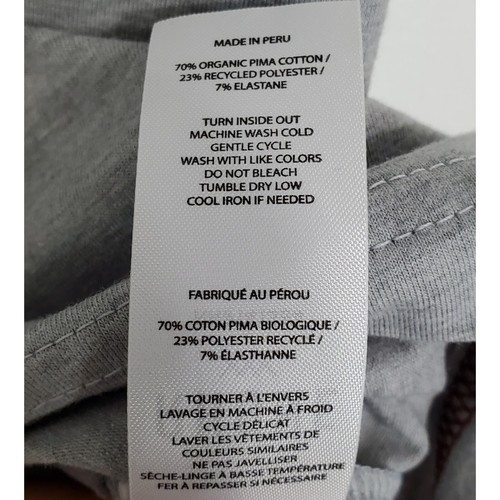 MADE IN PERU
70% ORGANIC PIMA COTTON /
23% RECYCLED POLYESTER /
7% ELASTANE
TURN INSIDE OUT
MACHINE WASH COLD
GENTLE CYCLE
WASH WITH LIKE COLORS
DO NOT BLEACH
TUMBLE DRY LOW
COOL IRON IF NEEDED
FABRIQUÉ AU PÉROU
70% COTON PIMA BIOLOGIQUE /
23% POLYESTER RECYCLÉ /
7% ÉLASTHANNE
TOURNER À L'ENVERS
LAVAGE EN MACHINE À FROID
CYCLE DÉLICAT
LAVER LES VÊTEMENTS DE
COULEURS SIMILAIRES
NE PAS JAVELLISER
SÈCHE-LINGE À BASSE TEMPÉRATURE
FER À REPASSER SI NÉCESSAIRE